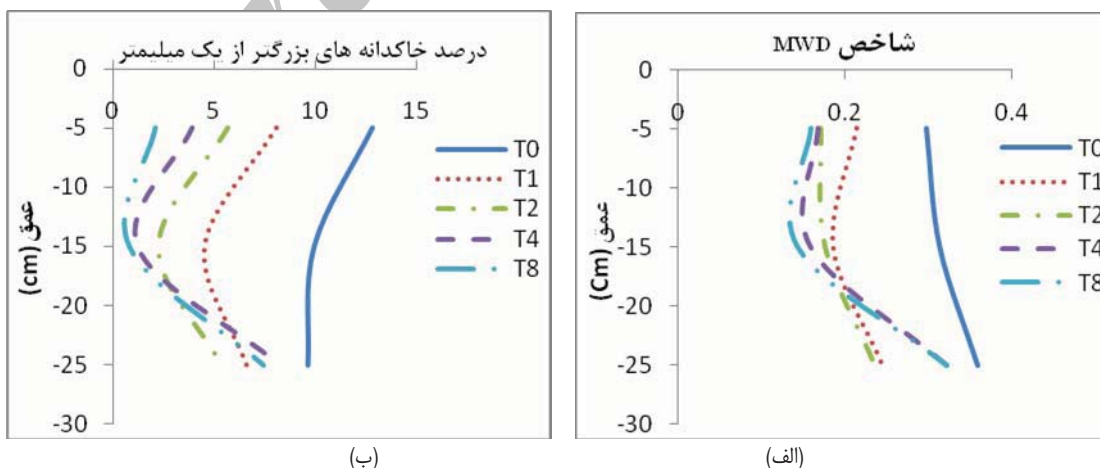 شاخص MWD
0 0.2 0.4
0
-5
-10
-15
-20
-25
-30
عمق (Cm)
T0
T1
T2
T4
T8
(الف)
درصد خاکدانه های بزرگتر از یک میلیمتر
0 5 10 15
0
-5
-10
-15
-20
-25
-30
عمق (cm)
T0
T1
T2
T4
T8
(ب)